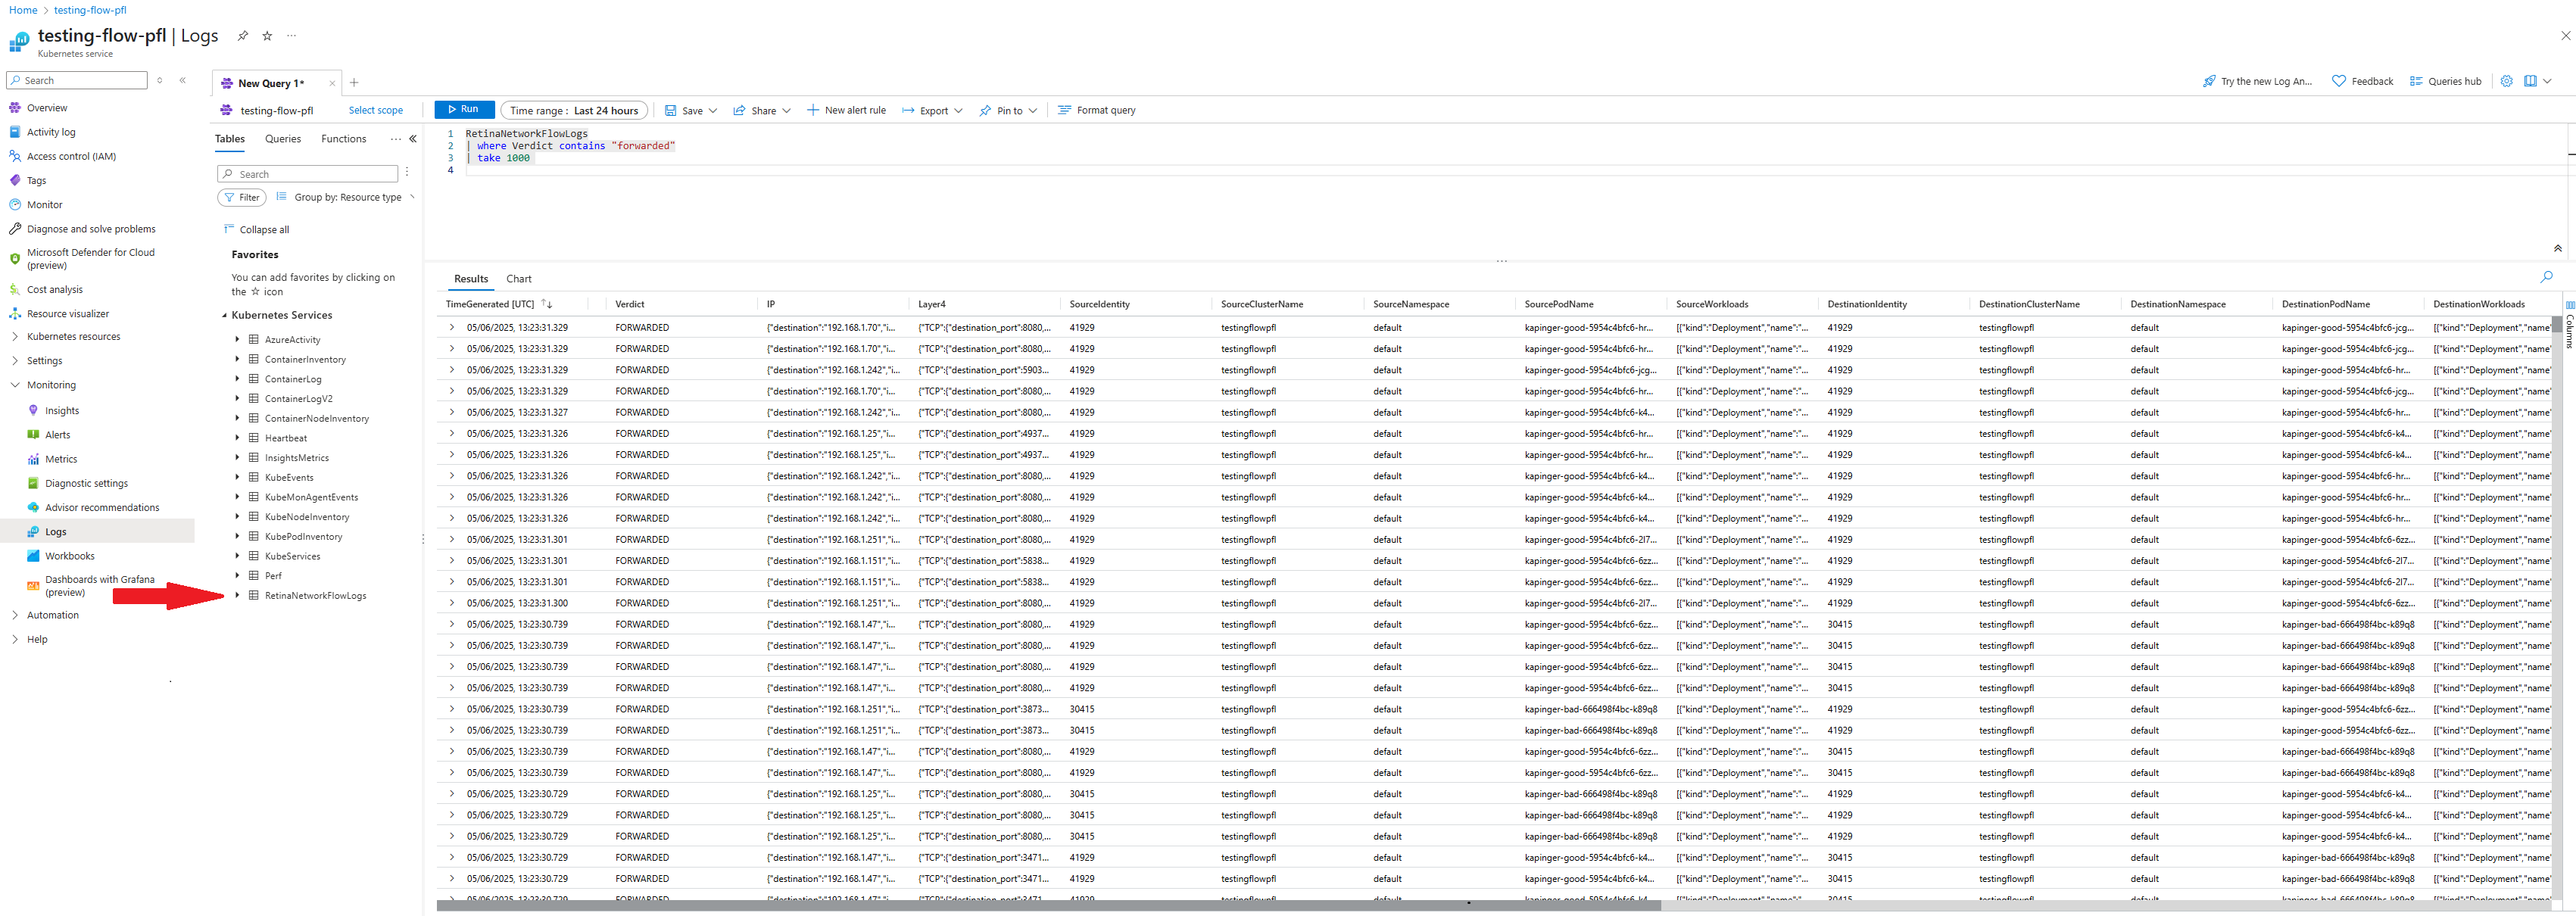 Home > testing-flow-pfl
testing-flow-pfl | Logs
Kubernetes service
Search
Overview
Activity log
Access control (IAM)
Tags
Monitor
Diagnose and solve problems
Microsoft Defender for Cloud
(preview)
Cost analysis
Resource visualizer
Kubernetes resources
Settings
Monitoring
Insights
Alerts
Metrics
Diagnostic settings
Advisor recommendations
Logs
Workbooks
Dashboards with Grafana
(preview)
Automation
Help
New Query 1*
Try the new Log An... Feedback Queries hub
testing-flow-pfl Select scope
Run Time range : Last 24 hours Save Share New alert rule Export Pin to Format query
Tables Queries Functions
Search
Filter Group by: Resource type
Collapse all
Favorites
You can add favorites by clicking on
the ☆ icon
Kubernetes Services
AzureActivity
ContainerInventory
ContainerLog
ContainerLogV2
ContainerNodeInventory
Heartbeat
InsightsMetrics
KubeEvents
KubeMonAgentEvents
KubeNodeInventory
KubePodInventory
KubeServices
Perf
RetinaNetworkFlowLogs
1 RetinaNetworkFlowLogs
2 | where Verdict contains "forwarded"
3 | take 1000
4
Results Chart
TimeGenerated [UTC] Verdict IP Layer4 SourceIdentity SourceClusterName SourceNamespace SourcePodName SourceWorkloads DestinationIdentity DestinationClusterName DestinationNamespace DestinationPodName DestinationWorkloads
Columns
05/06/2025, 13:23:31.329 FORWARDED {"destination":"192.168.1.70","i... {"TCP":{"destination_port":8080,... 41929 testingflowpfl default kapinger-good-5954c4bfc6-hr... [{"kind":"Deployment","name":"... 41929 testingflowpfl default kapinger-good-5954c4bfc6-jcg... [{"kind":"Deployment","name"
05/06/2025, 13:23:31.329 FORWARDED {"destination":"192.168.1.70","i... {"TCP":{"destination_port":8080,... 41929 testingflowpfl default kapinger-good-5954c4bfc6-hr... [{"kind":"Deployment","name":"... 41929 testingflowpfl default kapinger-good-5954c4bfc6-jcg... [{"kind":"Deployment","name"
05/06/2025, 13:23:31.329 FORWARDED {"destination":"192.168.1.242","i... {"TCP":{"destination_port":5903... 41929 testingflowpfl default kapinger-good-5954c4bfc6-jcg... [{"kind":"Deployment","name":"... 41929 testingflowpfl default kapinger-good-5954c4bfc6-hr... [{"kind":"Deployment","name"
05/06/2025, 13:23:31.329 FORWARDED {"destination":"192.168.1.70","i... {"TCP":{"destination_port":8080,... 41929 testingflowpfl default kapinger-good-5954c4bfc6-hr... [{"kind":"Deployment","name":"... 41929 testingflowpfl default kapinger-good-5954c4bfc6-jcg... [{"kind":"Deployment","name"
05/06/2025, 13:23:31.327 FORWARDED {"destination":"192.168.1.242","i... {"TCP":{"destination_port":8080,... 41929 testingflowpfl default kapinger-good-5954c4bfc6-k4... [{"kind":"Deployment","name":"... 41929 testingflowpfl default kapinger-good-5954c4bfc6-hr... [{"kind":"Deployment","name"
05/06/2025, 13:23:31.326 FORWARDED {"destination":"192.168.1.25","i... {"TCP":{"destination_port":4937... 41929 testingflowpfl default kapinger-good-5954c4bfc6-hr... [{"kind":"Deployment","name":"... 41929 testingflowpfl default kapinger-good-5954c4bfc6-k4... [{"kind":"Deployment","name"
05/06/2025, 13:23:31.326 FORWARDED {"destination":"192.168.1.25","i... {"TCP":{"destination_port":4937... 41929 testingflowpfl default kapinger-good-5954c4bfc6-hr... [{"kind":"Deployment","name":"... 41929 testingflowpfl default kapinger-good-5954c4bfc6-k4... [{"kind":"Deployment","name"
05/06/2025, 13:23:31.326 FORWARDED {"destination":"192.168.1.242","i... {"TCP":{"destination_port":8080,... 41929 testingflowpfl default kapinger-good-5954c4bfc6-k4... [{"kind":"Deployment","name":"... 41929 testingflowpfl default kapinger-good-5954c4bfc6-hr... [{"kind":"Deployment","name"
05/06/2025, 13:23:31.326 FORWARDED {"destination":"192.168.1.242","i... {"TCP":{"destination_port":8080,... 41929 testingflowpfl default kapinger-good-5954c4bfc6-k4... [{"kind":"Deployment","name":"... 41929 testingflowpfl default kapinger-good-5954c4bfc6-hr... [{"kind":"Deployment","name"
05/06/2025, 13:23:31.326 FORWARDED {"destination":"192.168.1.242","i... {"TCP":{"destination_port":8080,... 41929 testingflowpfl default kapinger-good-5954c4bfc6-k4... [{"kind":"Deployment","name":"... 41929 testingflowpfl default kapinger-good-5954c4bfc6-hr... [{"kind":"Deployment","name"
05/06/2025, 13:23:31.301 FORWARDED {"destination":"192.168.1.251","i... {"TCP":{"destination_port":8080,... 41929 testingflowpfl default kapinger-good-5954c4bfc6-2l7... [{"kind":"Deployment","name":"... 41929 testingflowpfl default kapinger-good-5954c4bfc6-6zz... [{"kind":"Deployment","name"
05/06/2025, 13:23:31.301 FORWARDED {"destination":"192.168.1.151","i... {"TCP":{"destination_port":5838... 41929 testingflowpfl default kapinger-good-5954c4bfc6-6zz... [{"kind":"Deployment","name":"... 41929 testingflowpfl default kapinger-good-5954c4bfc6-2l7... [{"kind":"Deployment","name"
05/06/2025, 13:23:31.301 FORWARDED {"destination":"192.168.1.151","i... {"TCP":{"destination_port":5838... 41929 testingflowpfl default kapinger-good-5954c4bfc6-6zz... [{"kind":"Deployment","name":"... 41929 testingflowpfl default kapinger-good-5954c4bfc6-2l7... [{"kind":"Deployment","name"
05/06/2025, 13:23:31.300 FORWARDED {"destination":"192.168.1.251","i... {"TCP":{"destination_port":8080,... 41929 testingflowpfl default kapinger-good-5954c4bfc6-2l7... [{"kind":"Deployment","name":"... 41929 testingflowpfl default kapinger-good-5954c4bfc6-6zz... [{"kind":"Deployment","name"
05/06/2025, 13:23:30.739 FORWARDED {"destination":"192.168.1.47","i... {"TCP":{"destination_port":8080,... 41929 testingflowpfl default kapinger-good-5954c4bfc6-6zz... [{"kind":"Deployment","name":"... 30415 testingflowpfl default kapinger-bad-666498f4bc-k89q8 [{"kind":"Deployment","name"
05/06/2025, 13:23:30.739 FORWARDED {"destination":"192.168.1.47","i... {"TCP":{"destination_port":8080,... 41929 testingflowpfl default kapinger-good-5954c4bfc6-6zz... [{"kind":"Deployment","name":"... 30415 testingflowpfl default kapinger-bad-666498f4bc-k89q8 [{"kind":"Deployment","name"
05/06/2025, 13:23:30.739 FORWARDED {"destination":"192.168.1.47","i... {"TCP":{"destination_port":8080,... 41929 testingflowpfl default kapinger-good-5954c4bfc6-6zz... [{"kind":"Deployment","name":"... 30415 testingflowpfl default kapinger-bad-666498f4bc-k89q8 [{"kind":"Deployment","name"
05/06/2025, 13:23:30.739 FORWARDED {"destination":"192.168.1.47","i... {"TCP":{"destination_port":8080,... 41929 testingflowpfl default kapinger-good-5954c4bfc6-6zz... [{"kind":"Deployment","name":"... 30415 testingflowpfl default kapinger-bad-666498f4bc-k89q8 [{"kind":"Deployment","name"
05/06/2025, 13:23:30.739 FORWARDED {"destination":"192.168.1.251","i... {"TCP":{"destination_port":3873... 30415 testingflowpfl default kapinger-bad-666498f4bc-k89q8 [{"kind":"Deployment","name":"... 41929 testingflowpfl default kapinger-good-5954c4bfc6-6zz... [{"kind":"Deployment","name"
05/06/2025, 13:23:30.739 FORWARDED {"destination":"192.168.1.251","i... {"TCP":{"destination_port":3873... 30415 testingflowpfl default kapinger-bad-666498f4bc-k89q8 [{"kind":"Deployment","name":"... 41929 testingflowpfl default kapinger-good-5954c4bfc6-6zz... [{"kind":"Deployment","name"
05/06/2025, 13:23:30.739 FORWARDED {"destination":"192.168.1.47","i... {"TCP":{"destination_port":8080,... 41929 testingflowpfl default kapinger-good-5954c4bfc6-6zz... [{"kind":"Deployment","name":"... 30415 testingflowpfl default kapinger-bad-666498f4bc-k89q8 [{"kind":"Deployment","name"
05/06/2025, 13:23:30.739 FORWARDED {"destination":"192.168.1.47","i... {"TCP":{"destination_port":8080,... 41929 testingflowpfl default kapinger-good-5954c4bfc6-6zz... [{"kind":"Deployment","name":"... 30415 testingflowpfl default kapinger-bad-666498f4bc-k89q8 [{"kind":"Deployment","name"
05/06/2025, 13:23:30.729 FORWARDED {"destination":"192.168.1.25","i... {"TCP":{"destination_port":8080,... 30415 testingflowpfl default kapinger-bad-666498f4bc-k89q8 [{"kind":"Deployment","name":"... 41929 testingflowpfl default kapinger-good-5954c4bfc6-k4... [{"kind":"Deployment","name"
05/06/2025, 13:23:30.729 FORWARDED {"destination":"192.168.1.25","i... {"TCP":{"destination_port":8080,... 30415 testingflowpfl default kapinger-bad-666498f4bc-k89q8 [{"kind":"Deployment","name":"... 41929 testingflowpfl default kapinger-good-5954c4bfc6-k4... [{"kind":"Deployment","name"
05/06/2025, 13:23:30.729 FORWARDED {"destination":"192.168.1.25","i... {"TCP":{"destination_port":8080,... 30415 testingflowpfl default kapinger-bad-666498f4bc-k89q8 [{"kind":"Deployment","name":"... 41929 testingflowpfl default kapinger-good-5954c4bfc6-k4... [{"kind":"Deployment","name"
05/06/2025, 13:23:30.729 FORWARDED {"destination":"192.168.1.47","i... {"TCP":{"destination_port":3471... 41929 testingflowpfl default kapinger-good-5954c4bfc6-k4... [{"kind":"Deployment","name":"... 30415 testingflowpfl default kapinger-bad-666498f4bc-k89q8 [{"kind":"Deployment","name"
05/06/2025, 13:23:30.729 FORWARDED {"destination":"192.168.1.47","i... {"TCP":{"destination_port":3471... 41929 testingflowpfl default kapinger-good-5954c4bfc6-k4... [{"kind":"Deployment","name":"... 30415 testingflowpfl default kapinger-bad-666498f4bc-k89q8 [{"kind":"Deployment","name"